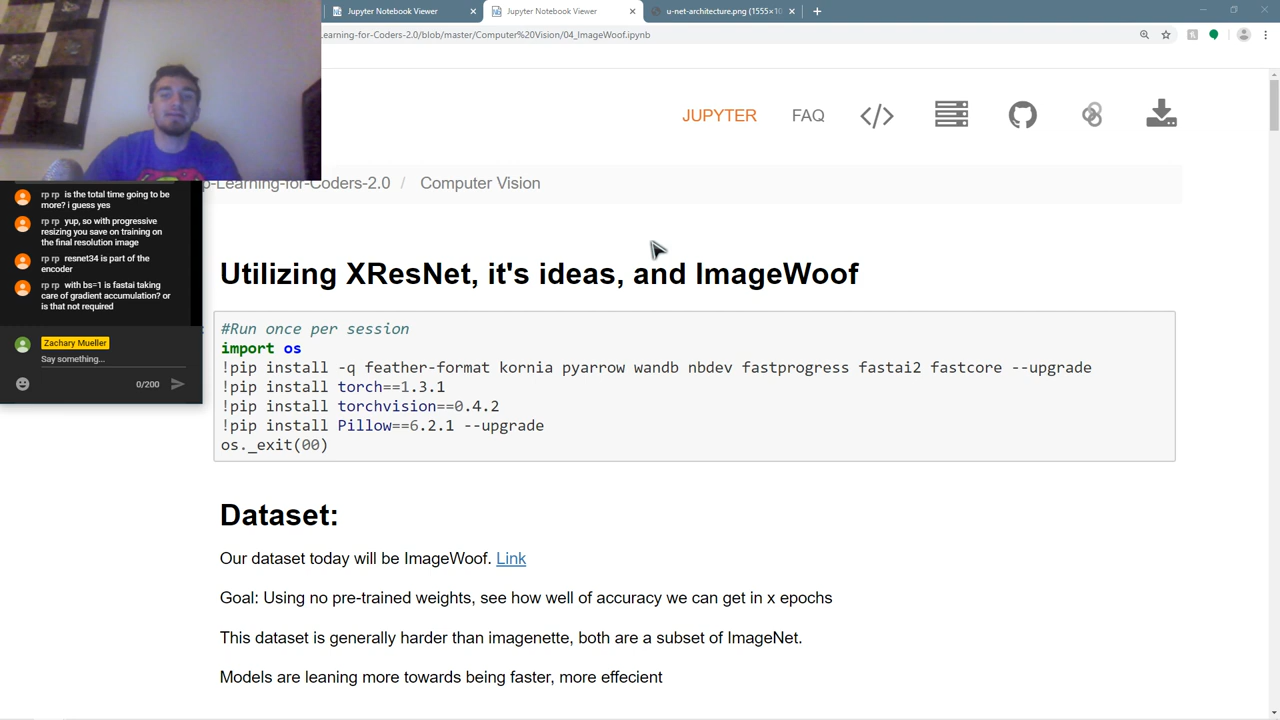 Jupyter Notebook Viewer
Jupyter Notebook Viewer
u-net-architecture.png (1555×10
earning-for-Coders-2.0/blob/master/Computer%20Vision/04_ImageWoof.ipynb
JUPYTER FAQ
p-Learning-for-Coders-2.0 / Computer Vision
rp rp is the total time going to be
more? i guess yes
rp rp yup, so with progressive
resizing you save on training on
the final resolution image
rp rp resnet34 is part of the
encoder
rp rp with bs=1 is fastai taking
care of gradient accumulation? or
is that not required
Zachary Mueller
Say something...
0/200
Utilizing XResNet, it's ideas, and ImageWoof
#Run once per session
import os
!pip install -q feather-format kornia pyarrow wandb nbdev fastprogress fastai2 fastcore --upgrade
!pip install torch==1.3.1
!pip install torchvision==0.4.2
!pip install Pillow==6.2.1 --upgrade
os._exit(00)
Dataset:
Our dataset today will be ImageWoof. Link
Goal: Using no pre-trained weights, see how well of accuracy we can get in x epochs
This dataset is generally harder than imagenette, both are a subset of ImageNet.
Models are leaning more towards being faster, more effecient